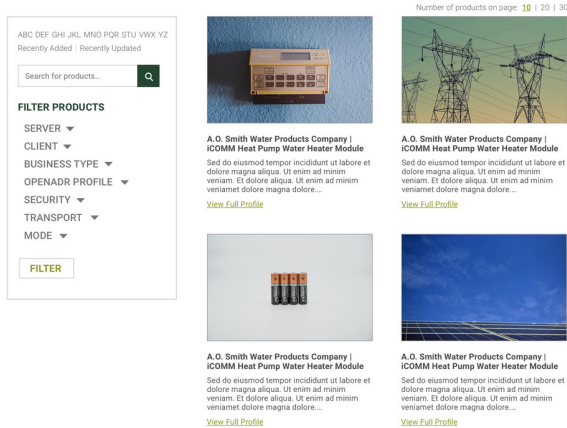 Number of products on page: 10 | 20 | 30
ABC DEF GHI JKL MNO PQR STU VWX YZ
Recently Added | Recently Updated
Search for products...
FILTER PRODUCTS
SERVER
CLIENT
BUSINESS TYPE
OPENADR PROFILE
SECURITY
TRANSPORT
MODE
FILTER
A.O. Smith Water Products Company |
iCOMM Heat Pump Water Heater Module
Sed do eiusmod tempor incididunt ut labore et
dolore magna aliqua. Ut enim ad minim
veniam. Et dolore aliqua. Ut enim ad minim
veniamet dolore magna dolore....
View Full Profile
A.O. Smith Water Products Company |
iCOMM Heat Pump Water Heater Module
Sed do eiusmod tempor incididunt ut labore et
dolore magna aliqua. Ut enim ad minim
veniam. Et dolore aliqua. Ut enim ad minim
veniamet dolore magna dolore....
View Full Profile
A.O. Smith Water Products Company |
iCOMM Heat Pump Water Heater Module
Sed do eiusmod tempor incididunt ut labore et
dolore magna aliqua. Ut enim ad minim
veniam. Et dolore aliqua. Ut enim ad minim
veniamet dolore magna dolore....
View Full Profile
A.O. Smith Water Products Company |
iCOMM Heat Pump Water Heater Module
Sed do eiusmod tempor incididunt ut labore et
dolore magna aliqua. Ut enim ad minim
veniam. Et dolore aliqua. Ut enim ad minim
veniamet dolore magna dolore....
View Full Profile